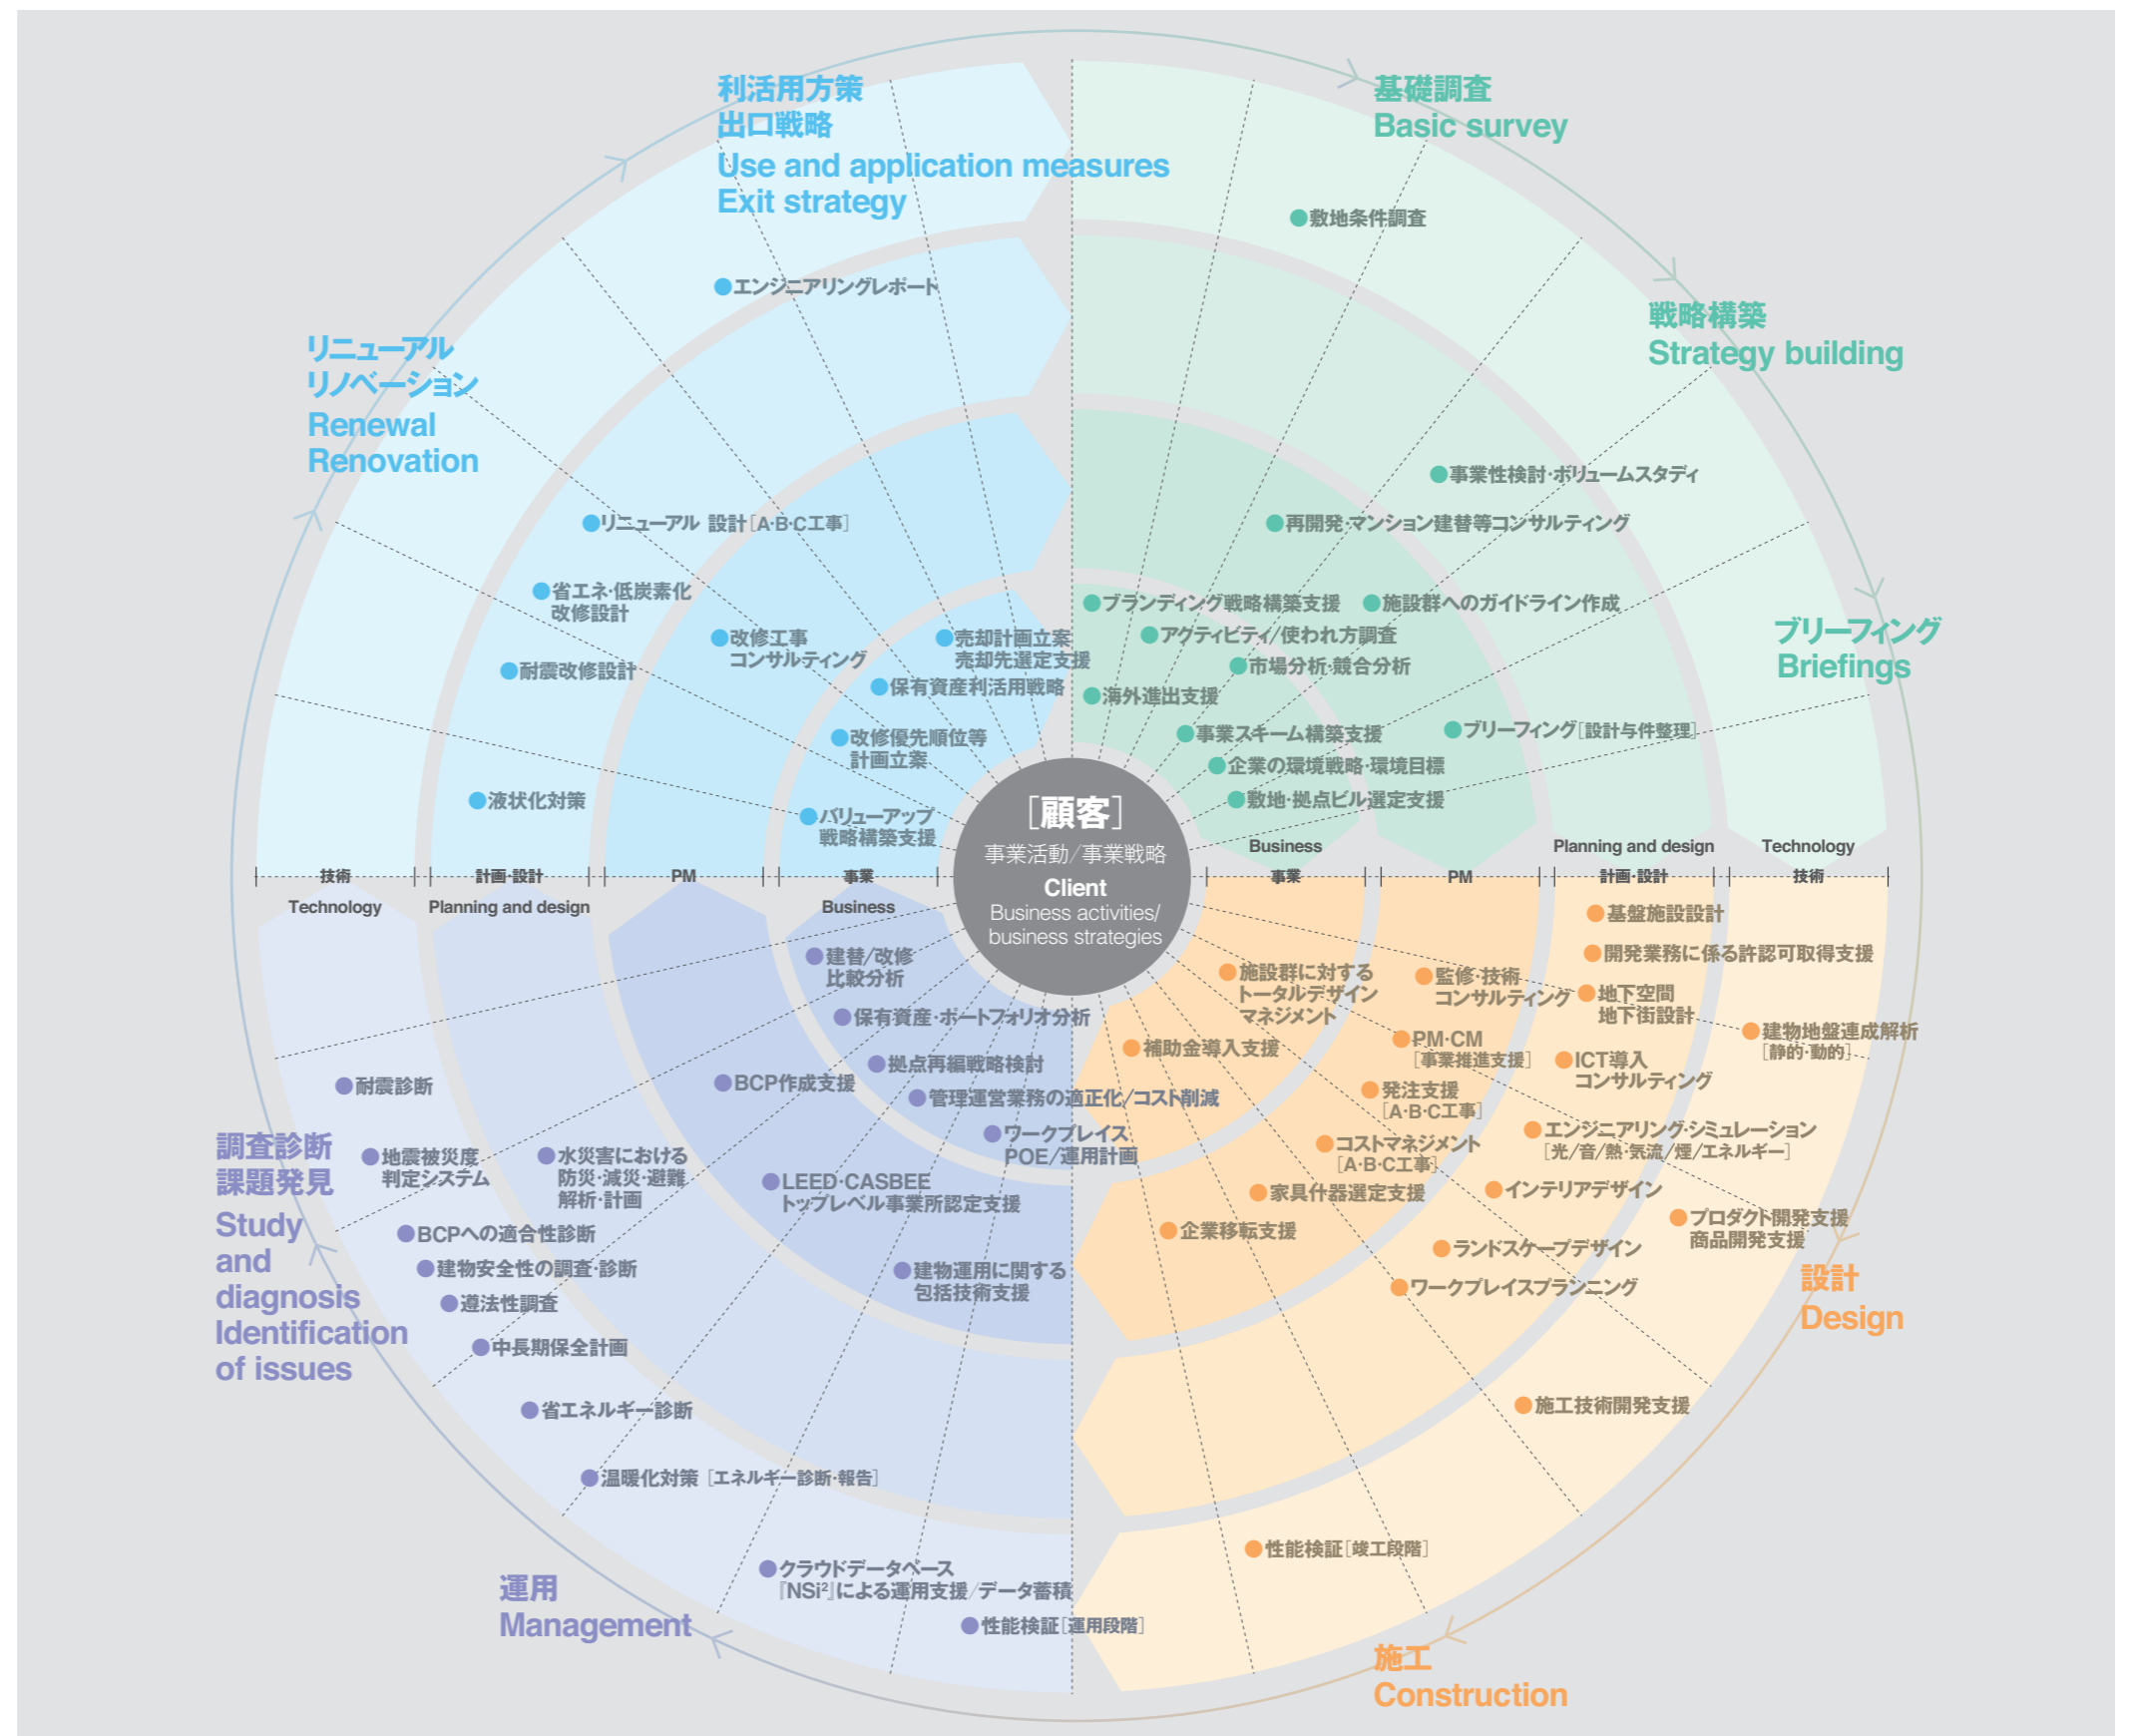 利活用方策
出口戦略
Use and application measures
Exit strategy
基礎調査
Basic survey
●敷地条件調査
●エンジニアリングレポート
戦略構築
Strategy building
リニューアル
リノベーション
Renewal
Renovation
●事業性検討･ボリュームスタディ
●リニューアル 設計［A･B･C工事］
●再開発･マンション建替等コンサルティング
●省エネ･低炭素化
改修設計
●ブランディング戦略構築支援
●施設群へのガイドライン作成
ブリーフィング
Briefings
●改修工事
コンサルティング
●売却計画立案
売却先選定支援
●アクティビティ/使われ方調査
●耐震改修設計
●市場分析･競合分析
●保有資産利活用戦略
●海外進出支援
●改修優先順位等
計画立案
●事業スキーム構築支援
●ブリーフィング［設計与件整理］
●企業の環境戦略･環境目標
●液状化対策
●バリューアップ
戦略構築支援
●敷地･拠点ビル選定支援
［顧客］
事業活動/事業戦略
Client
Business activities/
business strategies
Business
Planning and design
Technology
技術
計画･設計
PM
事業
事業
PM
計画･設計
技術
Technology
Planning and design
Business
●基盤施設設計
●建替/改修
比較分析
●開発業務に係る許認可取得支援
●施設群に対する
トータルデザイン
マネジメント
●監修･技術
コンサルティング
●地下空間
地下街設計
●保有資産･ポートフォリオ分析
●建物地盤連成解析
［静的･動的］
●PM･CM
［事業推進支援］
●補助金導入支援
●拠点再編戦略検討
●ICT導入
コンサルティング
●耐震診断
●BCP作成支援
●管理運営業務の適正化/コスト削減
●発注支援
［A･B･C工事］
●ワークプレイス
POE/運用計画
●コストマネジメント
［A･B･C工事］
●エンジニアリング･シミュレーション
［光/音/熱･気流/煙/エネルギー］
調査診断
課題発見
Study
and
diagnosis
Identification
of issues
●地震被災度
判定システム
●水災害における
防災･減災･避難
解析･計画
●LEED･CASBEE
トップレベル事業所認定支援
●家具什器選定支援
●インテリアデザイン
●プロダクト開発支援
商品開発支援
●BCPへの適合性診断
●企業移転支援
●ランドスケープデザイン
●建物安全性の調査･診断
●建物運用に関する
包括技術支援
●ワークプレイスプランニング
設計
Design
●遵法性調査
●中長期保全計画
●省エネルギー診断
●施工技術開発支援
●温暖化対策［エネルギー診断･報告］
●性能検証［竣工段階］
●クラウドデータベース
『NSi²』による運用支援/データ蓄積
運用
Management
●性能検証［運用段階］
施工
Construction